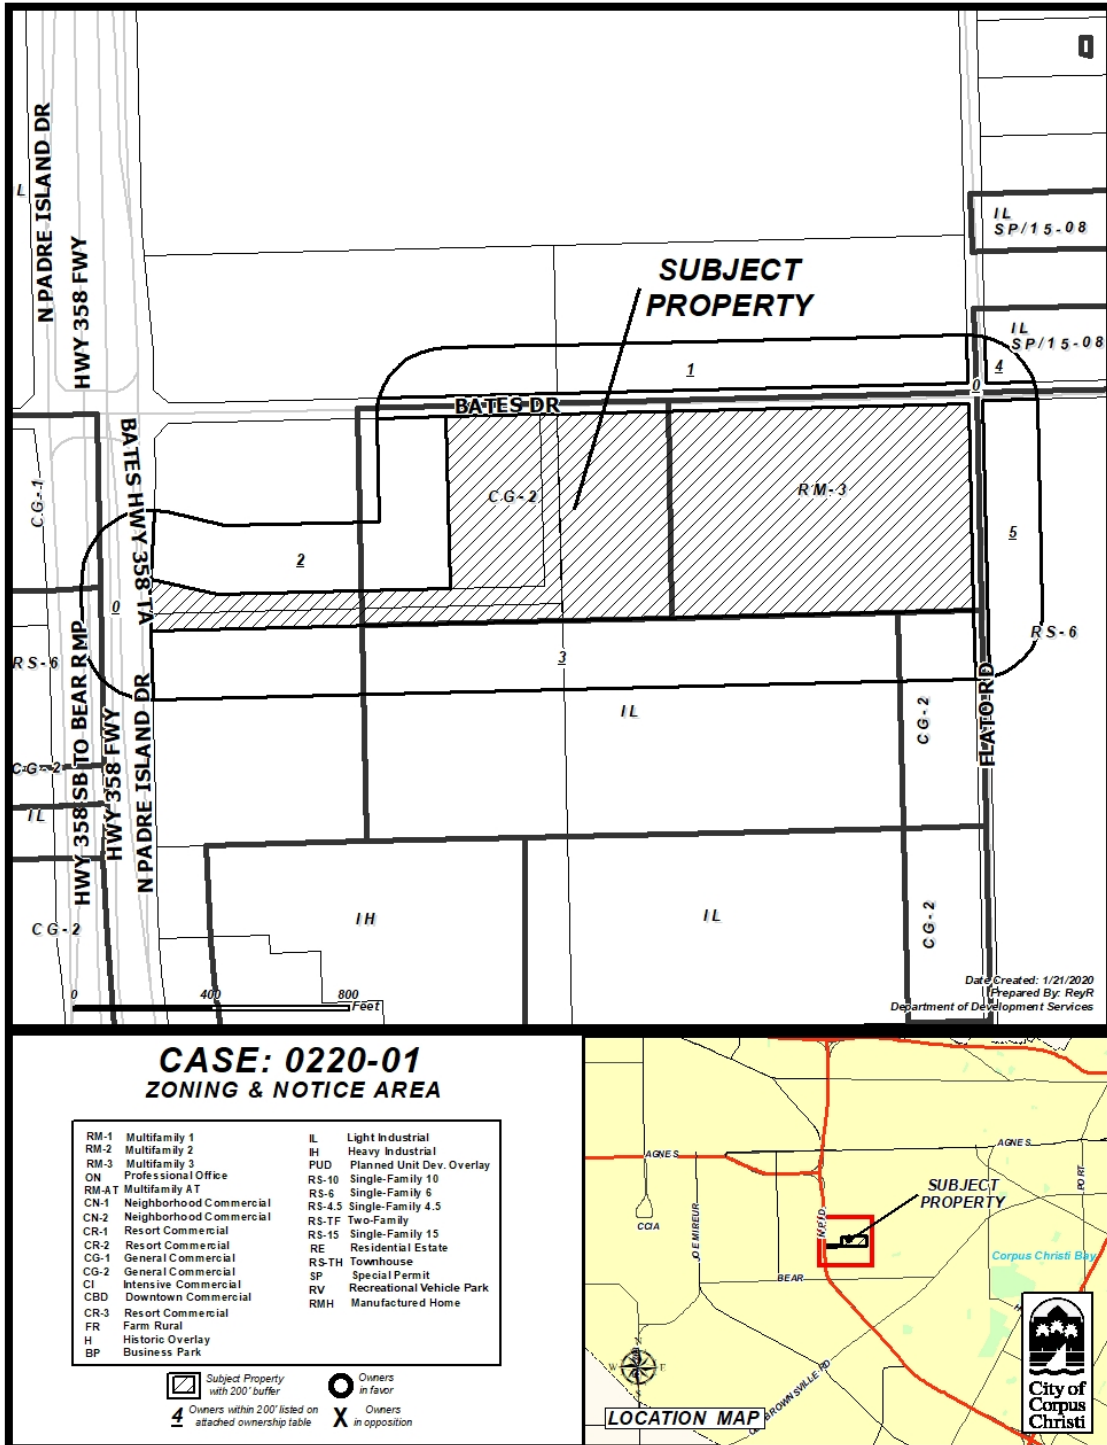 N PADRE ISLAND DR
HWY 358 FWY
IL
SP/15-08
SUBJECT
PROPERTY
IL
SP/15-08
1
4
0
BATES DR
CG-1
BATES HWY 358 TA
CG-2
RM-3
2
5
0
3
RS-6
RS-6
HWY 358 SB TO BEAR RMP
HWY 358 FWY
N PADRE ISLAND DR
IL
CG-2
FLATO RD
CG-2
IL
CG-2
IH
IL
CG-2
0 400 800
Feet
Date Created: 1/21/2020
Prepared By: ReyR
Department of Development Services
CASE: 0220-01
ZONING & NOTICE AREA
RM-1 Multifamily 1
RM-2 Multifamily 2
RM-3 Multifamily 3
ON Professional Office
RM-AT Multifamily AT
CN-1 Neighborhood Commercial
CN-2 Neighborhood Commercial
CR-1 Resort Commercial
CR-2 Resort Commercial
CG-1 General Commercial
CG-2 General Commercial
CI Intensive Commercial
CBD Downtown Commercial
CR-3 Resort Commercial
FR Farm Rural
H Historic Overlay
BP Business Park
IL Light Industrial
IH Heavy Industrial
PUD Planned Unit Dev. Overlay
RS-10 Single-Family 10
RS-6 Single-Family 6
RS-4.5 Single-Family 4.5
RS-TF Two-Family
RS-15 Single-Family 15
RE Residential Estate
RS-TH Townhouse
SP Special Permit
RV Recreational Vehicle Park
RMH Manufactured Home
Subject Property
with 200' buffer
Owners
in favor
4 Owners within 200' listed on
attached ownership table
X Owners
in opposition
AGNES
AGNES
PORT
SUBJECT
PROPERTY
CCIA
JOE MIREUR
N P I D
Corpus Christi Bay
BEAR
BROWNSVILLE RD
W E
LOCATION MAP
City of
Corpus
Christi